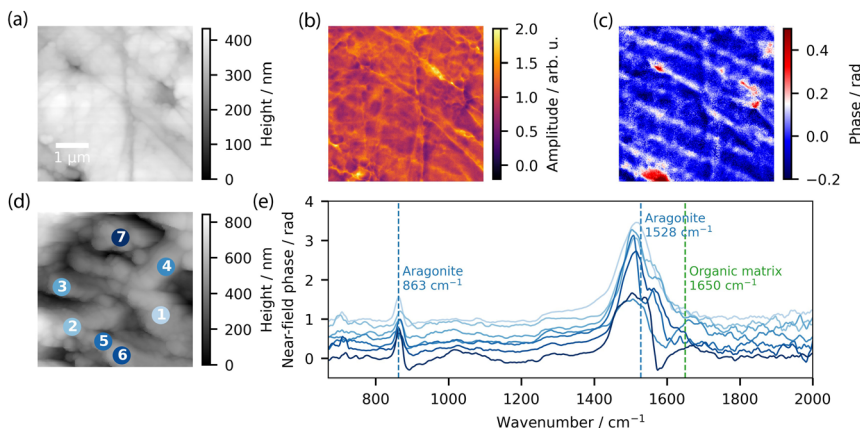 (a)
1 μm
400
300
200
100
0
Height / nm
(b)
2.0
1.5
1.0
0.5
0.0
Amplitude / arb. u.
(c)
0.4
0.2
0.0
−0.2
Phase / rad
(d)
7
4
3
1
2
5
6
800
600
400
200
0
Height / nm
(e)
4
3
2
1
0
Near-field phase / rad
Aragonite
863 cm⁻¹
Aragonite
1528 cm⁻¹
Organic matrix
1650 cm⁻¹
800 1000 1200 1400 1600 1800 2000
Wavenumber / cm⁻¹